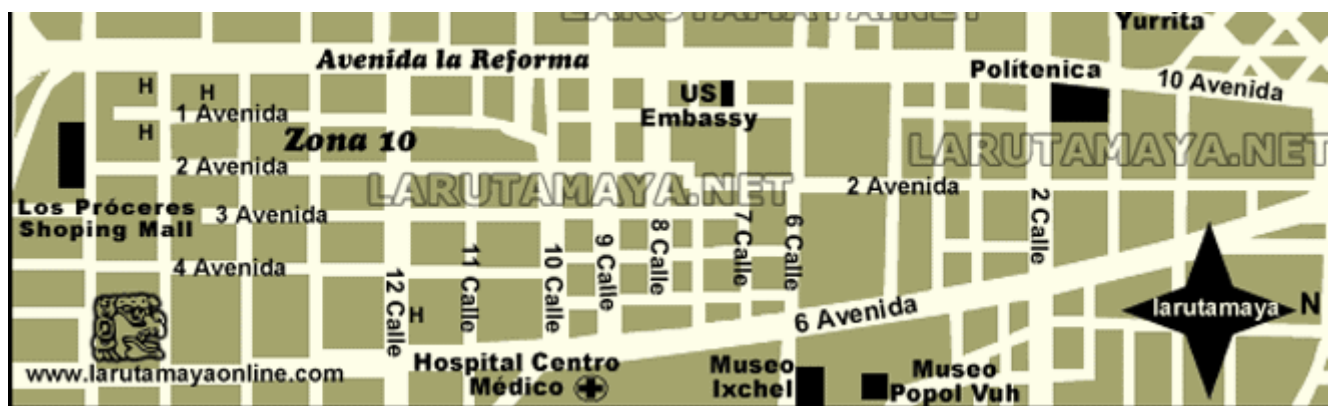 LARUTAMAYA.NET
Yurrita
Avenida la Reforma
Polítenica
10 Avenida
H
H
US
Embassy
1 Avenida
H
Zona 10
LARUTAMAYA.NET
2 Avenida
LARUTAMAYA.NET
2 Avenida
Los Próceres
Shoping Mall
3 Avenida
2 Calle
7 Calle
6 Calle
8 Calle
9 Calle
10 Calle
11 Calle
12 Calle
4 Avenida
H
6 Avenida
larutamaya
N
Hospital Centro
Médico
Museo
Ixchel
Museo
Popol Vuh
www.larutamayaonline.com